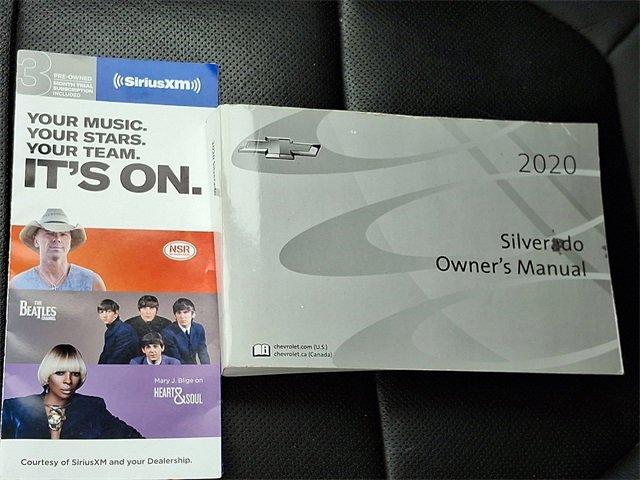 3
PRE-OWNED
MONTH TRIAL
SUBSCRIPTION
INCLUDED
SiriusXM
YOUR MUSIC.
YOUR STARS.
YOUR TEAM.
IT'S ON.
NSR
THE
BEATLES
CHANNEL
Mary J. Blige on
HEART
& SOUL
Courtesy of SiriusXM and your Dealership.
2020
Silverado
Owner's Manual
chevrolet.com (U.S.)
chevrolet.ca (Canada)